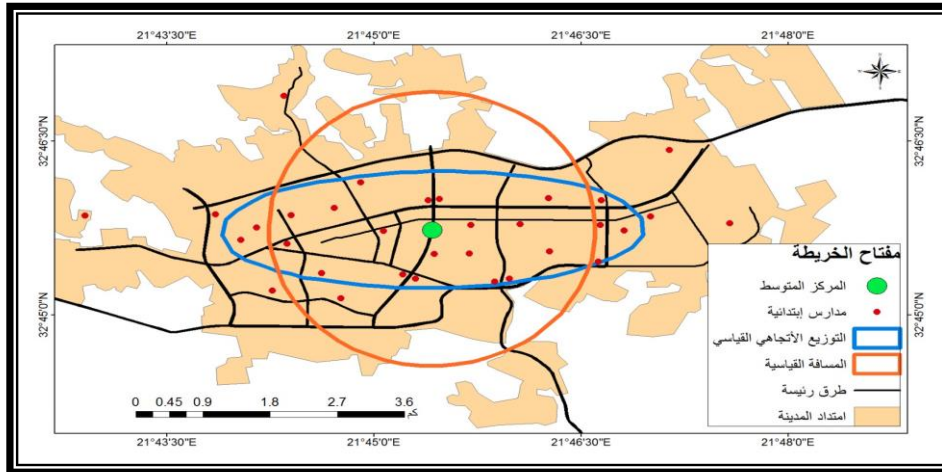 21°43'30"E 21°45'0"E 21°46'30"E 21°48'0"E
32°46'30"N 32°46'30"N
32°45'0"N 32°45'0"N
مفتاح الخريطة
المركز المتوسط
مدارس إبتدائية
التوزيع الأتجاهي القياسي
المسافة القياسية
طرق رئيسة
امتداد المدينة
0 0.45 0.9 1.8 2.7 3.6
كم
21°43'30"E 21°45'0"E 21°46'30"E 21°48'0"E